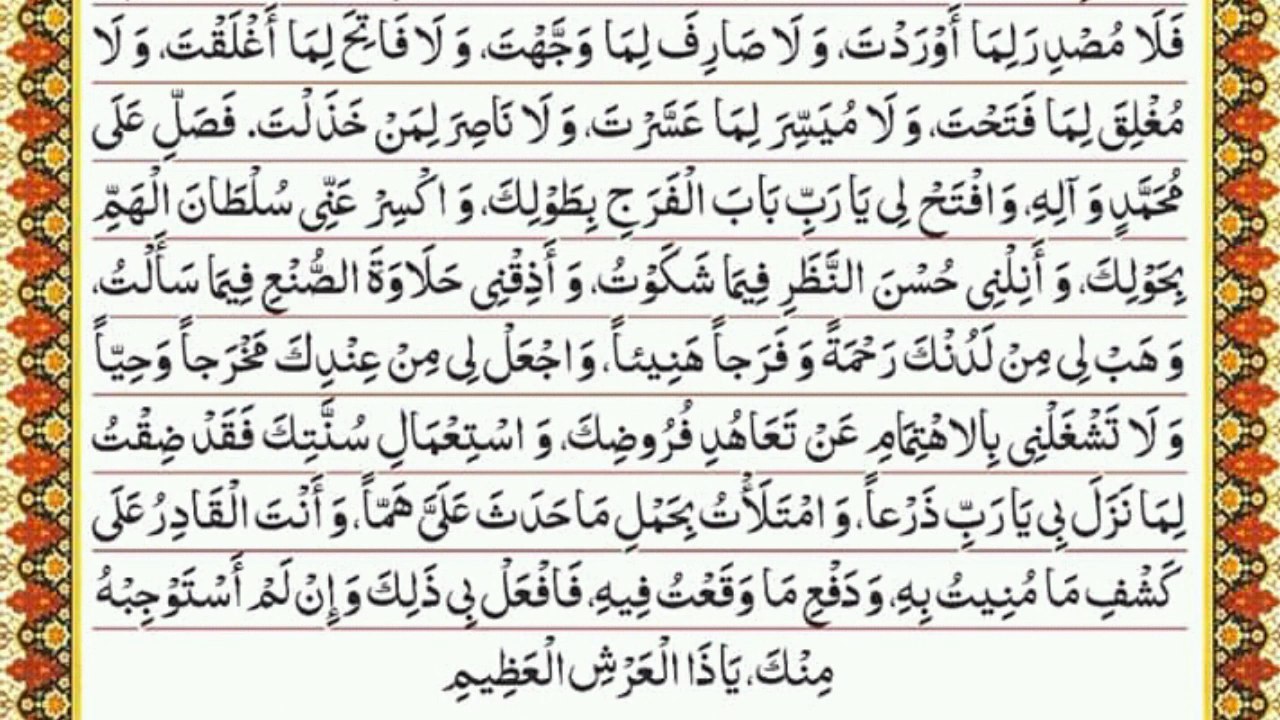 فَلَا مُصْدِرَ لِمَا أَوْرَدْتَ، وَ لَا صَارِفَ لِمَا وَجَّهْتَ، وَ لَا فَاتِحَ لِمَا أَغْلَقْتَ، وَ لَا
مُغْلِقَ لِمَا فَتَحْتَ، وَ لَا مُيَسِّرَ لِمَا عَسَّرْتَ، وَ لَا نَاصِرَ لِمَنْ خَذَلْتَ. فَصَلِّ عَلَى
مُحَمَّدٍ وَ آلِهِ، وَ افْتَحْ لِي يَا رَبِّ بَابَ الْفَرَجِ بِطَوْلِكَ، وَ اكْسِرْ عَنِّي سُلْطَانَ الْهَمِّ
بِحَوْلِكَ، وَ أَنِلْنِي حُسْنَ النَّظَرِ فِيمَا شَكَوْتُ، وَ أَذِقْنِي حَلَاوَةَ الصُّنْعِ فِيمَا سَأَلْتُ،
وَ هَبْ لِي مِنْ لَدُنْكَ رَحْمَةً وَ فَرَجاً هَنِيئاً، وَ اجْعَلْ لِي مِنْ عِنْدِكَ مَخْرَجاً وَحِيّاً
وَ لَا تَشْغَلْنِي بِالاهْتِمَامِ عَنْ تَعَاهُدِ فُرُوضِكَ، وَ اسْتِعْمَالِ سُنَّتِكَ فَقَدْ ضِقْتُ
لِمَا نَزَلَ بِي يَا رَبِّ ذَرْعاً، وَ امْتَلَأْتُ بِحَمْلِ مَا حَدَثَ عَلَيَّ هَمّاً، وَ أَنْتَ الْقَادِرُ عَلَى
كَشْفِ مَا مُنِيتُ بِهِ، وَ دَفْعِ مَا وَقَعْتُ فِيهِ، فَافْعَلْ بِي ذَلِكَ وَ إِنْ لَمْ أَسْتَوْجِبْهُ
مِنْكَ، يَا ذَا الْعَرْشِ الْعَظِيمِ